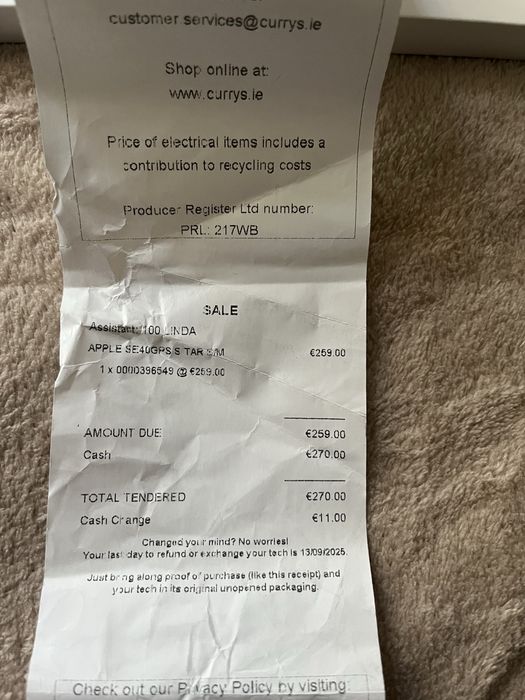 customer.services@currys.ie
Shop online at:
www.currys.ie
Price of electrical items includes a
contribution to recycling costs
Producer Register Ltd number:
PRL: 217WB
SALE
Assistant: 100 LINDA
APPLE SE40GPS S TAR S/M €259.00
1 x 0000396549 @ €259.00
AMOUNT DUE €259.00
Cash €270.00
TOTAL TENDERED €270.00
Cash Change €11.00
Changed your mind? No worries!
Your last day to refund or exchange your tech is 13/09/2025.
Just bring along proof of purchase (like this receipt) and
your tech in its original unopened packaging.
Check out our Privacy Policy by visiting: